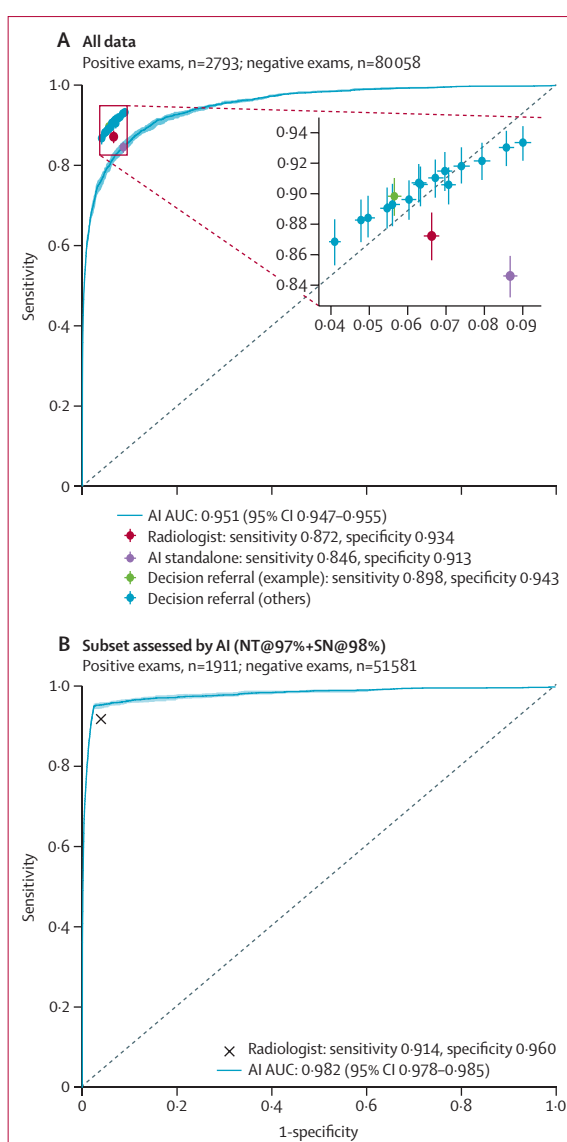 A All data
Positive exams, n=2793; negative exams, n=80 058
1·0
0·8
0·6
0·4
0·2
0
Sensitivity
0·94
0·92
0·90
0·88
0·86
0·84
0·04 0·05 0·06 0·07 0·08 0·09
AI AUC: 0·951 (95% CI 0·947–0·955)
Radiologist: sensitivity 0·872, specificity 0·934
AI standalone: sensitivity 0·846, specificity 0·913
Decision referral (example): sensitivity 0·898, specificity 0·943
Decision referral (others)
B Subset assessed by AI (NT@97%+SN@98%)
Positive exams, n=1911; negative exams, n=51 581
1·0
0·8
0·6
0·4
0·2
0
Sensitivity
Radiologist: sensitivity 0·914, specificity 0·960
AI AUC: 0·982 (95% CI 0·978–0·985)
0 0·2 0·4 0·6 0·8 1·0
1-specificity